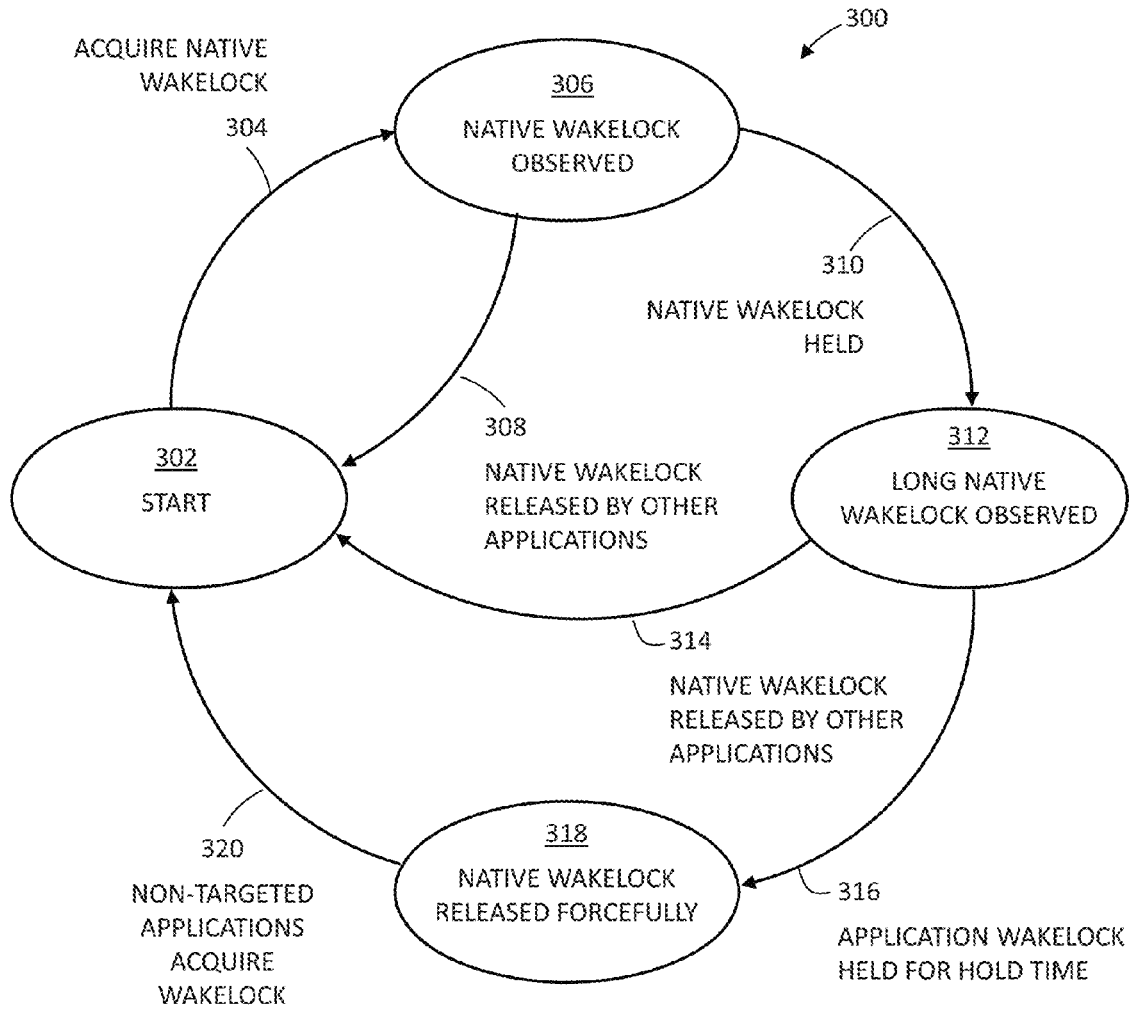 300
ACQUIRE NATIVE
WAKELOCK
304
306
NATIVE WAKELOCK
OBSERVED
310
NATIVE WAKELOCK
HELD
308
NATIVE WAKELOCK
RELEASED BY OTHER
APPLICATIONS
302
START
312
LONG NATIVE
WAKELOCK OBSERVED
314
NATIVE WAKELOCK
RELEASED BY OTHER
APPLICATIONS
320
NON-TARGETED
APPLICATIONS
ACQUIRE
WAKELOCK
318
NATIVE WAKELOCK
RELEASED FORCEFULLY
316
APPLICATION WAKELOCK
HELD FOR HOLD TIME